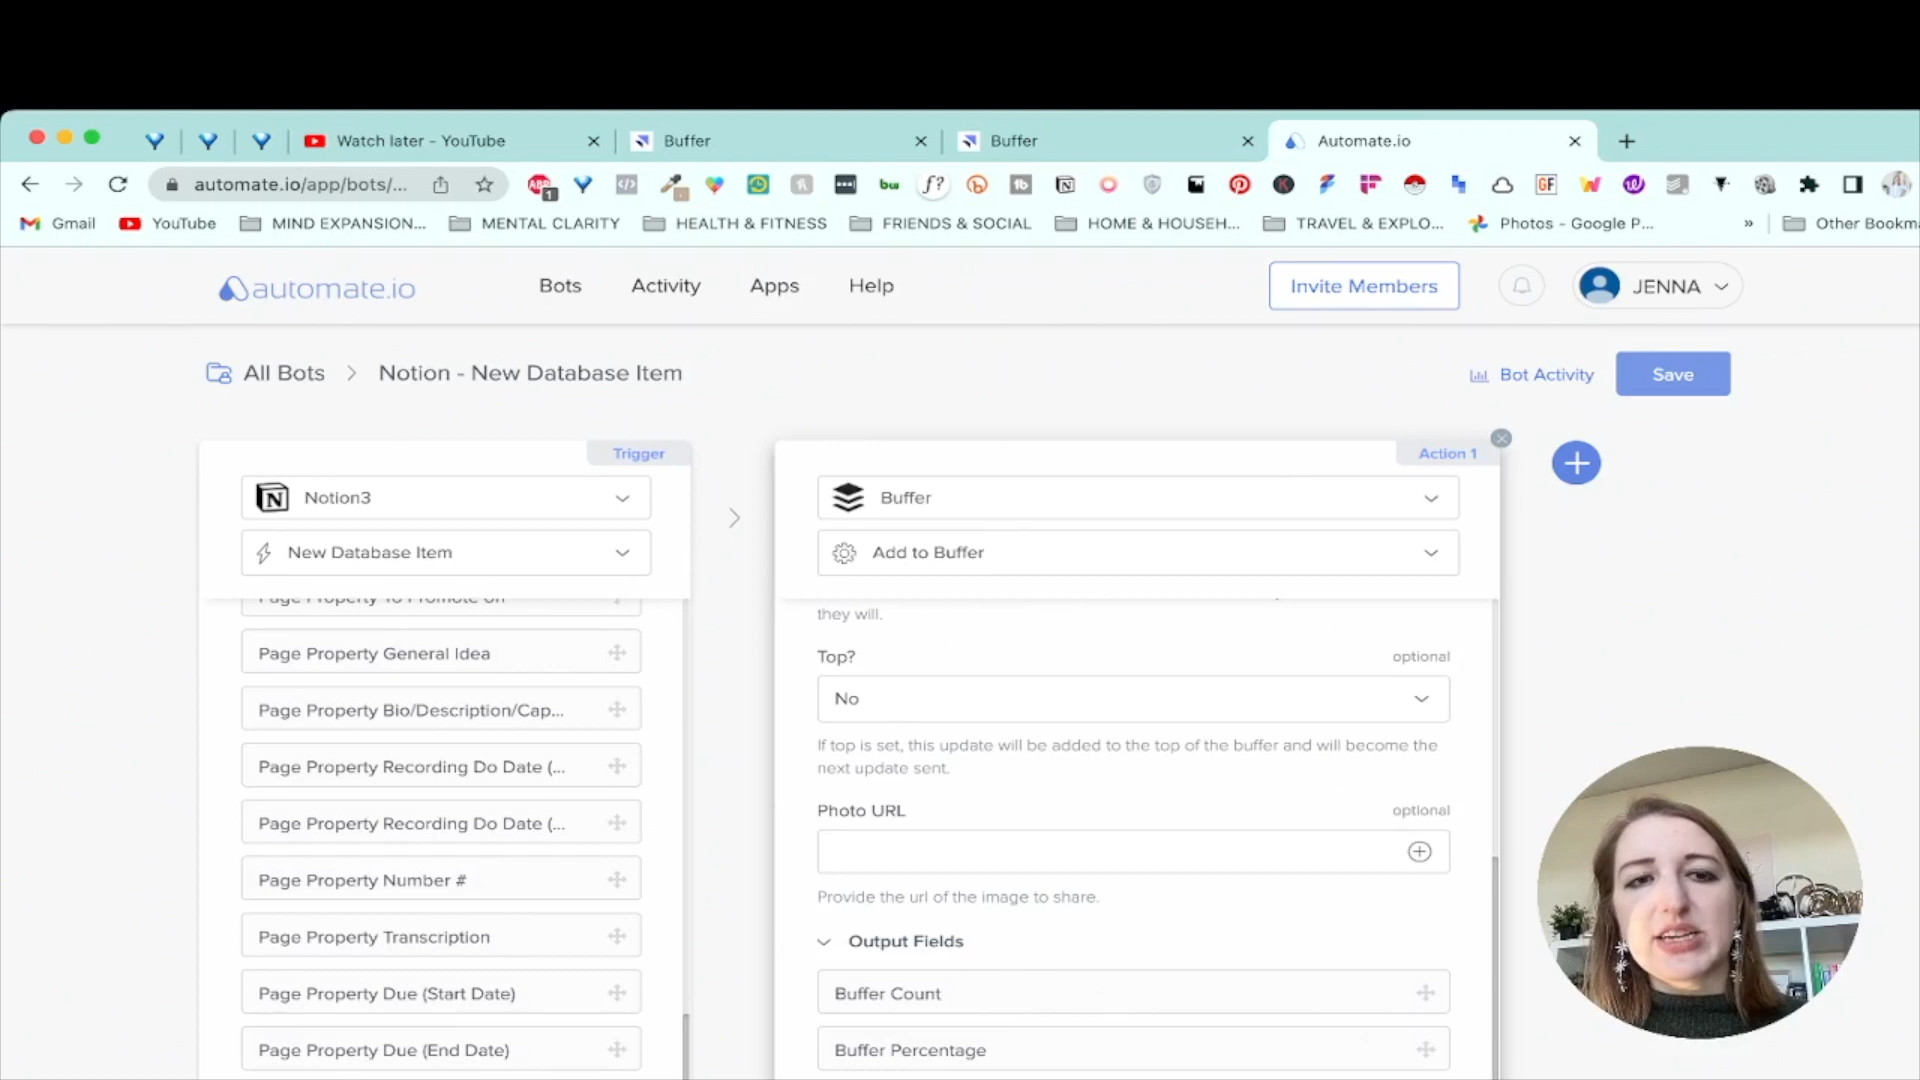 Watch later - YouTube
Buffer
Buffer
Automate.io
automate.io/app/bots/...
Gmail
YouTube
MIND EXPANSION...
MENTAL CLARITY
HEALTH & FITNESS
FRIENDS & SOCIAL
HOME & HOUSEH...
TRAVEL & EXPLO...
Photos - Google P...
»
Other Bookma
automate.io
Bots
Activity
Apps
Help
Invite Members
JENNA
All Bots > Notion - New Database Item
Bot Activity
Save
Trigger
Notion3
New Database Item
Page Property To Promote on
Page Property General Idea
Page Property Bio/Description/Cap...
Page Property Recording Do Date (...
Page Property Recording Do Date (...
Page Property Number #
Page Property Transcription
Page Property Due (Start Date)
Page Property Due (End Date)
Action 1
Buffer
Add to Buffer
they will.
Top?
optional
No
If top is set, this update will be added to the top of the buffer and will become the
next update sent.
Photo URL
optional
Provide the url of the image to share.
Output Fields
Buffer Count
Buffer Percentage